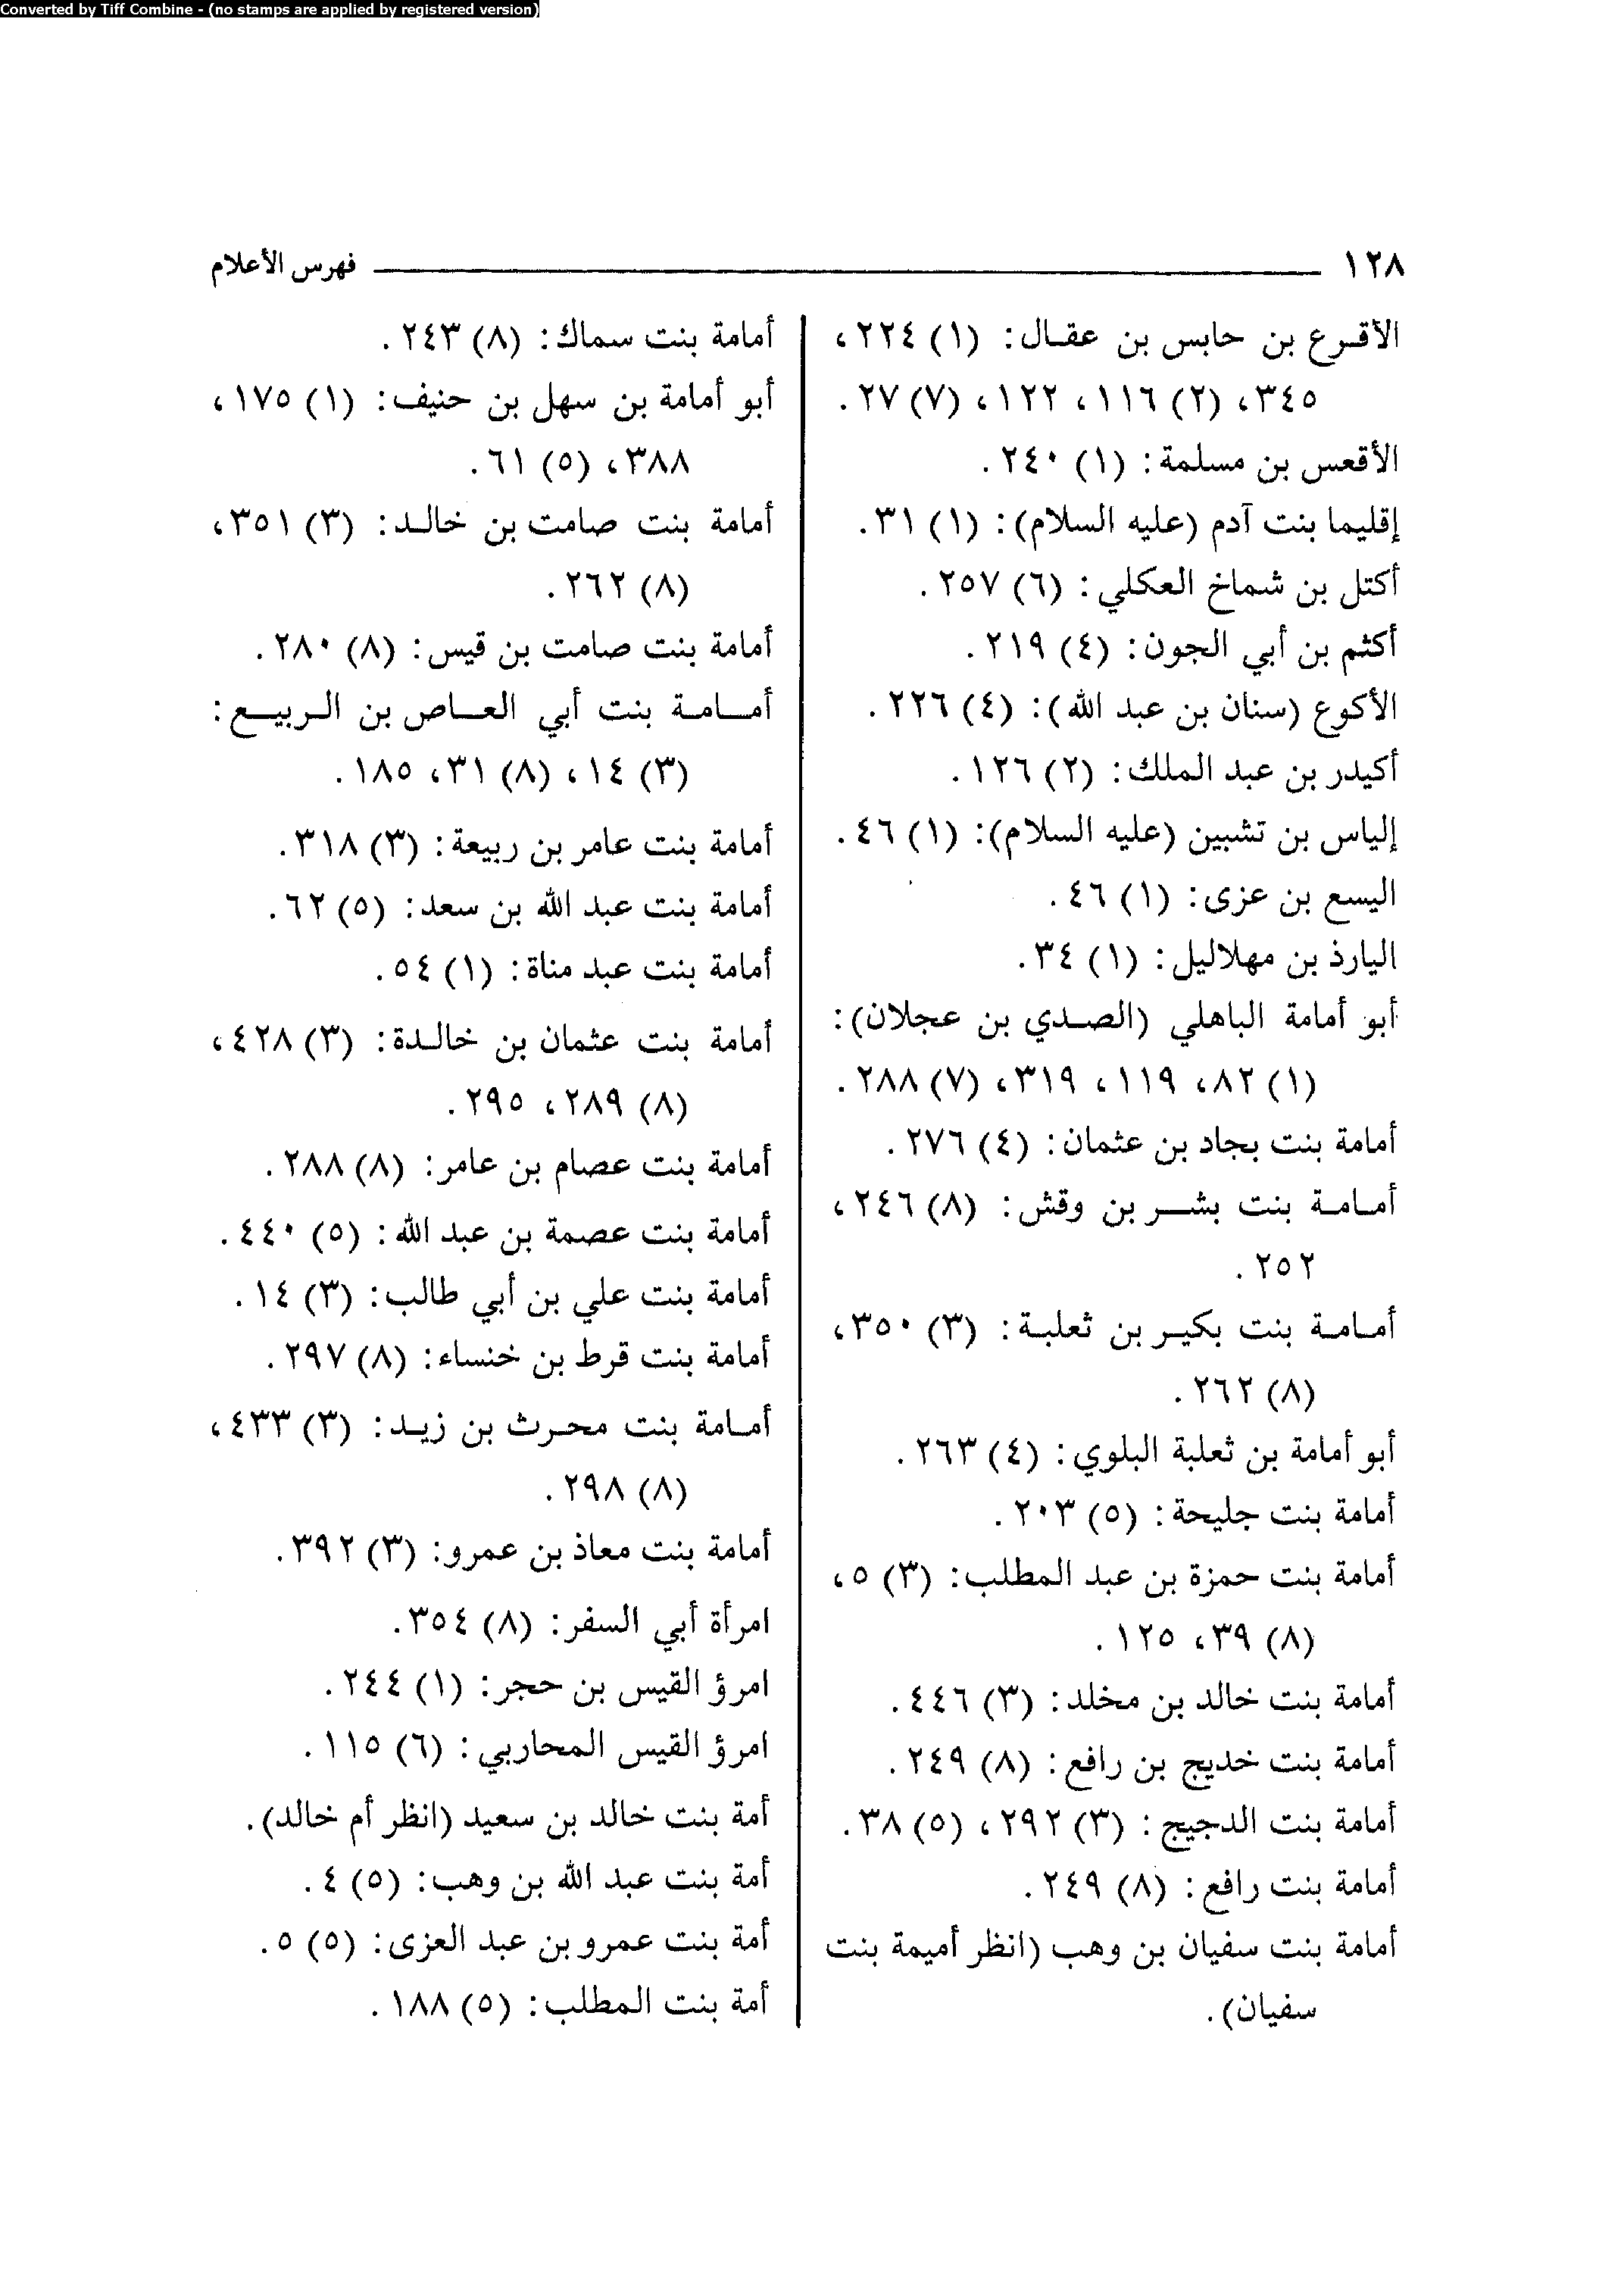 Converted by Tiff Combine - (no stamps are applied by registered version)
١٢٨ فهرس الأعلام
الأقرع بن حابس بن عقال: (١) ٢٢٤،
٣٤٥، (٢) ١١٦، ١٢٢، (٧) ٢٧.
الأقعس بن مسلمة: (١) ٢٤٠.
إقليما بنت آدم (عليه السلام): (١) ٣١.
أكتل بن شماخ العكلي: (٦) ٢٥٧.
أكثم بن أبي الجون: (٤) ٢١٩.
الأكوع (سنان بن عبد الله): (٤) ٢٢٦.
أكيدر بن عبد الملك: (٢) ١٢٦.
إلياس بن تشبين (عليه السلام): (١) ٤٦.
اليسع بن عزى: (١) ٤٦.
اليارذ بن مهلاليل: (١) ٣٤.
أبو أمامة الباهلي (الصدي بن عجلان):
(١) ٨٢، ١١٩، ٣١٩، (٧) ٢٨٨.
أمامة بنت بجاد بن عثمان: (٤) ٢٧٦.
أمامة بنت بشر بن وقش: (٨) ٢٤٦،
٢٥٢.
أمامة بنت بكير بن ثعلبة: (٣) ٣٥٠،
(٨) ٢٦٢.
أبو أمامة بن ثعلبة البلوي: (٤) ٢٦٣.
أمامة بنت جليحة: (٥) ٢٠٣.
أمامة بنت حمزة بن عبد المطلب: (٣) ٥،
(٨) ٣٩، ١٢٥.
أمامة بنت خالد بن مخلد: (٣) ٤٤٦.
أمامة بنت خديج بن رافع: (٨) ٢٤٩.
أمامة بنت الدجيج: (٣) ٢٩٢، (٥) ٣٨.
أمامة بنت رافع: (٨) ٢٤٩.
أمامة بنت سفيان بن وهب (انظر أميمة بنت
سفيان).
أمامة بنت سماك: (٨) ٢٤٣.
أبو أمامة بن سهل بن حنيف: (١) ١٧٥،
٣٨٨، (٥) ٦١.
أمامة بنت صامت بن خالد: (٣) ٣٥١،
(٨) ٢٦٢.
أمامة بنت صامت بن قيس: (٨) ٢٨٠.
أمامة بنت أبي العاص بن الربيع:
(٣) ١٤، (٨) ٣١، ١٨٥.
أمامة بنت عامر بن ربيعة: (٣) ٣١٨.
أمامة بنت عبد الله بن سعد: (٥) ٦٢.
أمامة بنت عبد مناة: (١) ٥٤.
أمامة بنت عثمان بن خالدة: (٣) ٤٢٨،
(٨) ٢٨٩، ٢٩٥.
أمامة بنت عصام بن عامر: (٨) ٢٨٨.
أمامة بنت عصمة بن عبد الله: (٥) ٤٤٠.
أمامة بنت علي بن أبي طالب: (٣) ١٤.
أمامة بنت قرط بن خنساء: (٨) ٢٩٧.
أمامة بنت محرث بن زيد: (٣) ٤٣٣،
(٨) ٢٩٨.
أمامة بنت معاذ بن عمرو: (٣) ٣٩٢.
امرأة أبي السفر: (٨) ٣٥٤.
امرؤ القيس بن حجر: (١) ٢٤٤.
امرؤ القيس المحاربي: (٦) ١١٥.
أمة بنت خالد بن سعيد (انظر أم خالد).
أمة بنت عبد الله بن وهب: (٥) ٤.
أمة بنت عمرو بن عبد العزى: (٥) ٥.
أمة بنت المطلب: (٥) ١٨٨.